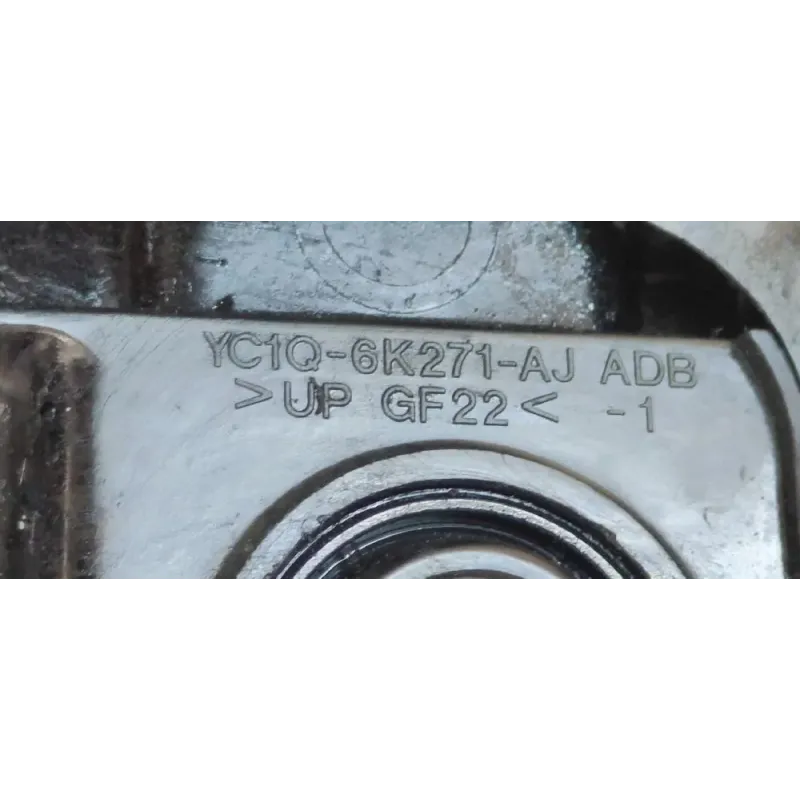 YC1Q-6K271-AJ ADB
>UP GF22< -1